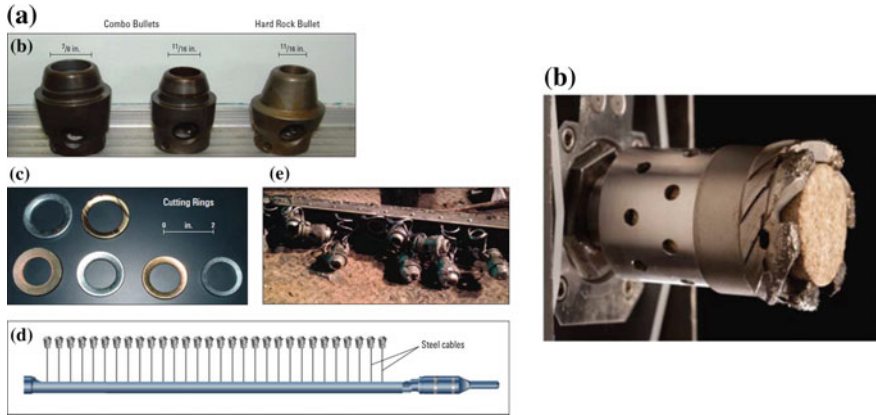 (a)
Combo Bullets
Hard Rock Bullet
(b)
7/8 in.
11/16 in.
11/16 in.
(c)
Cutting Rings
0 in. 2
(e)
(d)
Steel cables
(b)